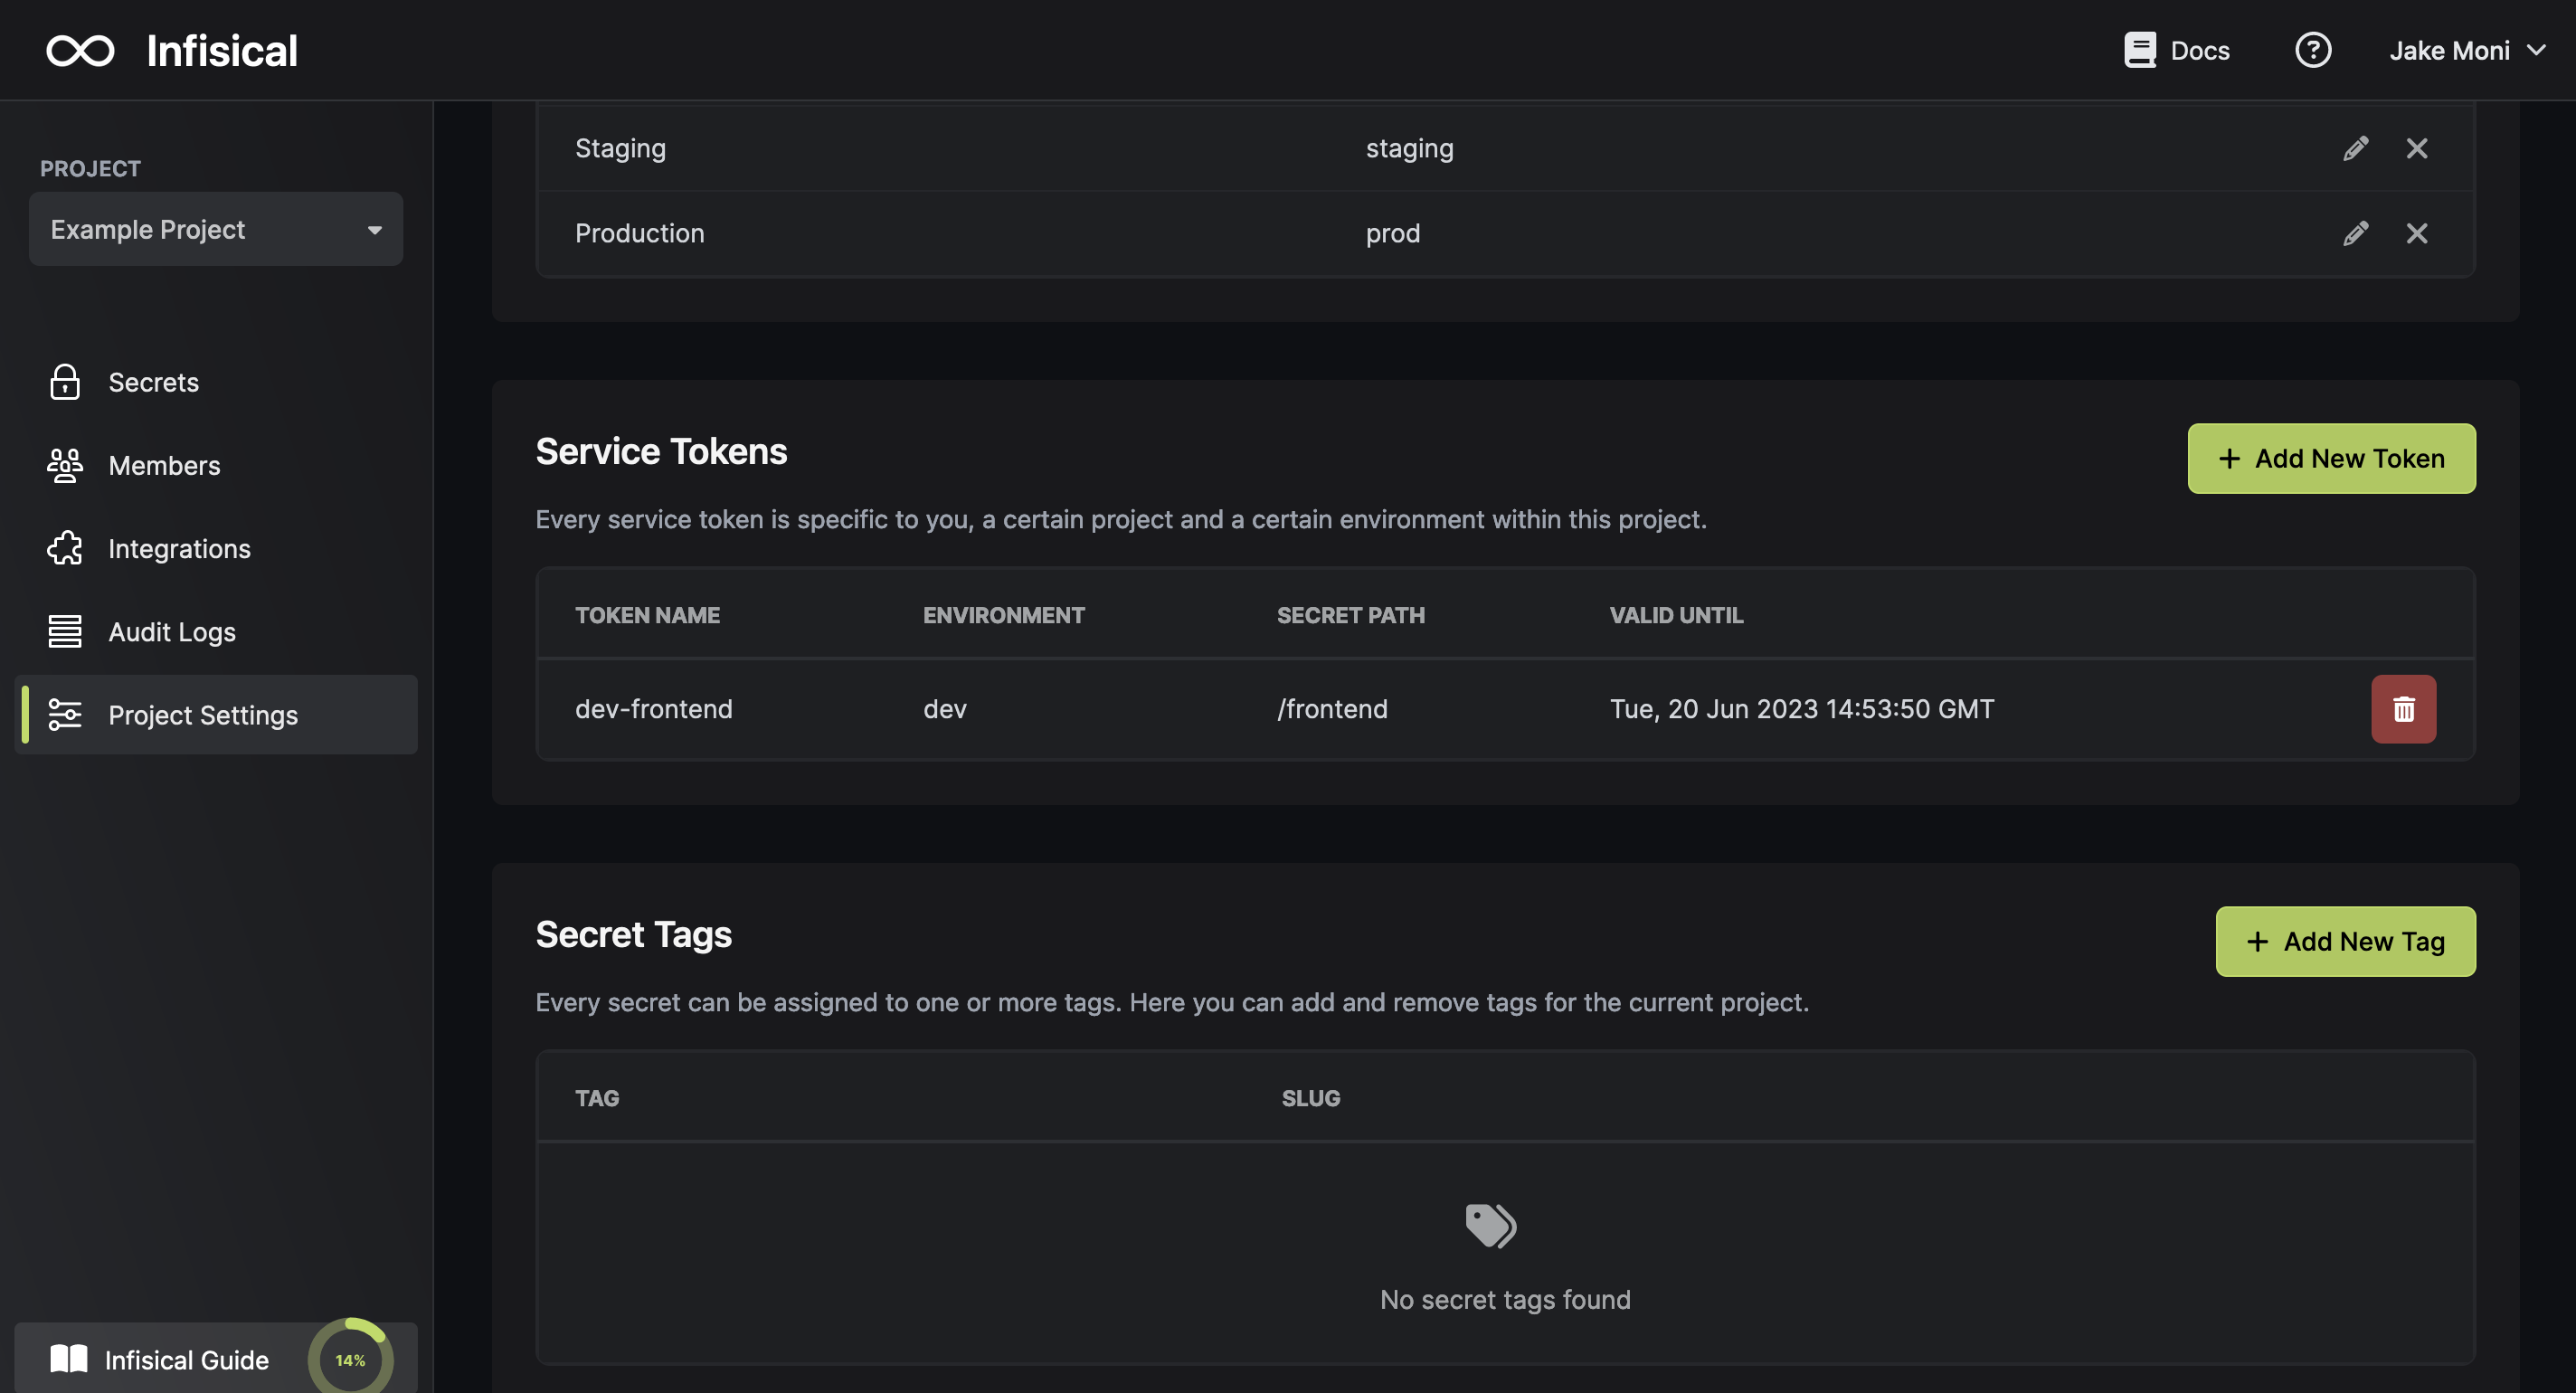 Infisical
Docs
Jake Moni
PROJECT
Example Project
Secrets
Members
Integrations
Audit Logs
Project Settings
Infisical Guide
14%
Staging staging
Production prod
Service Tokens
Add New Token
Every service token is specific to you, a certain project and a certain environment within this project.
TOKEN NAME ENVIRONMENT SECRET PATH VALID UNTIL
dev-frontend dev /frontend Tue, 20 Jun 2023 14:53:50 GMT
Secret Tags
Add New Tag
Every secret can be assigned to one or more tags. Here you can add and remove tags for the current project.
TAG SLUG
No secret tags found